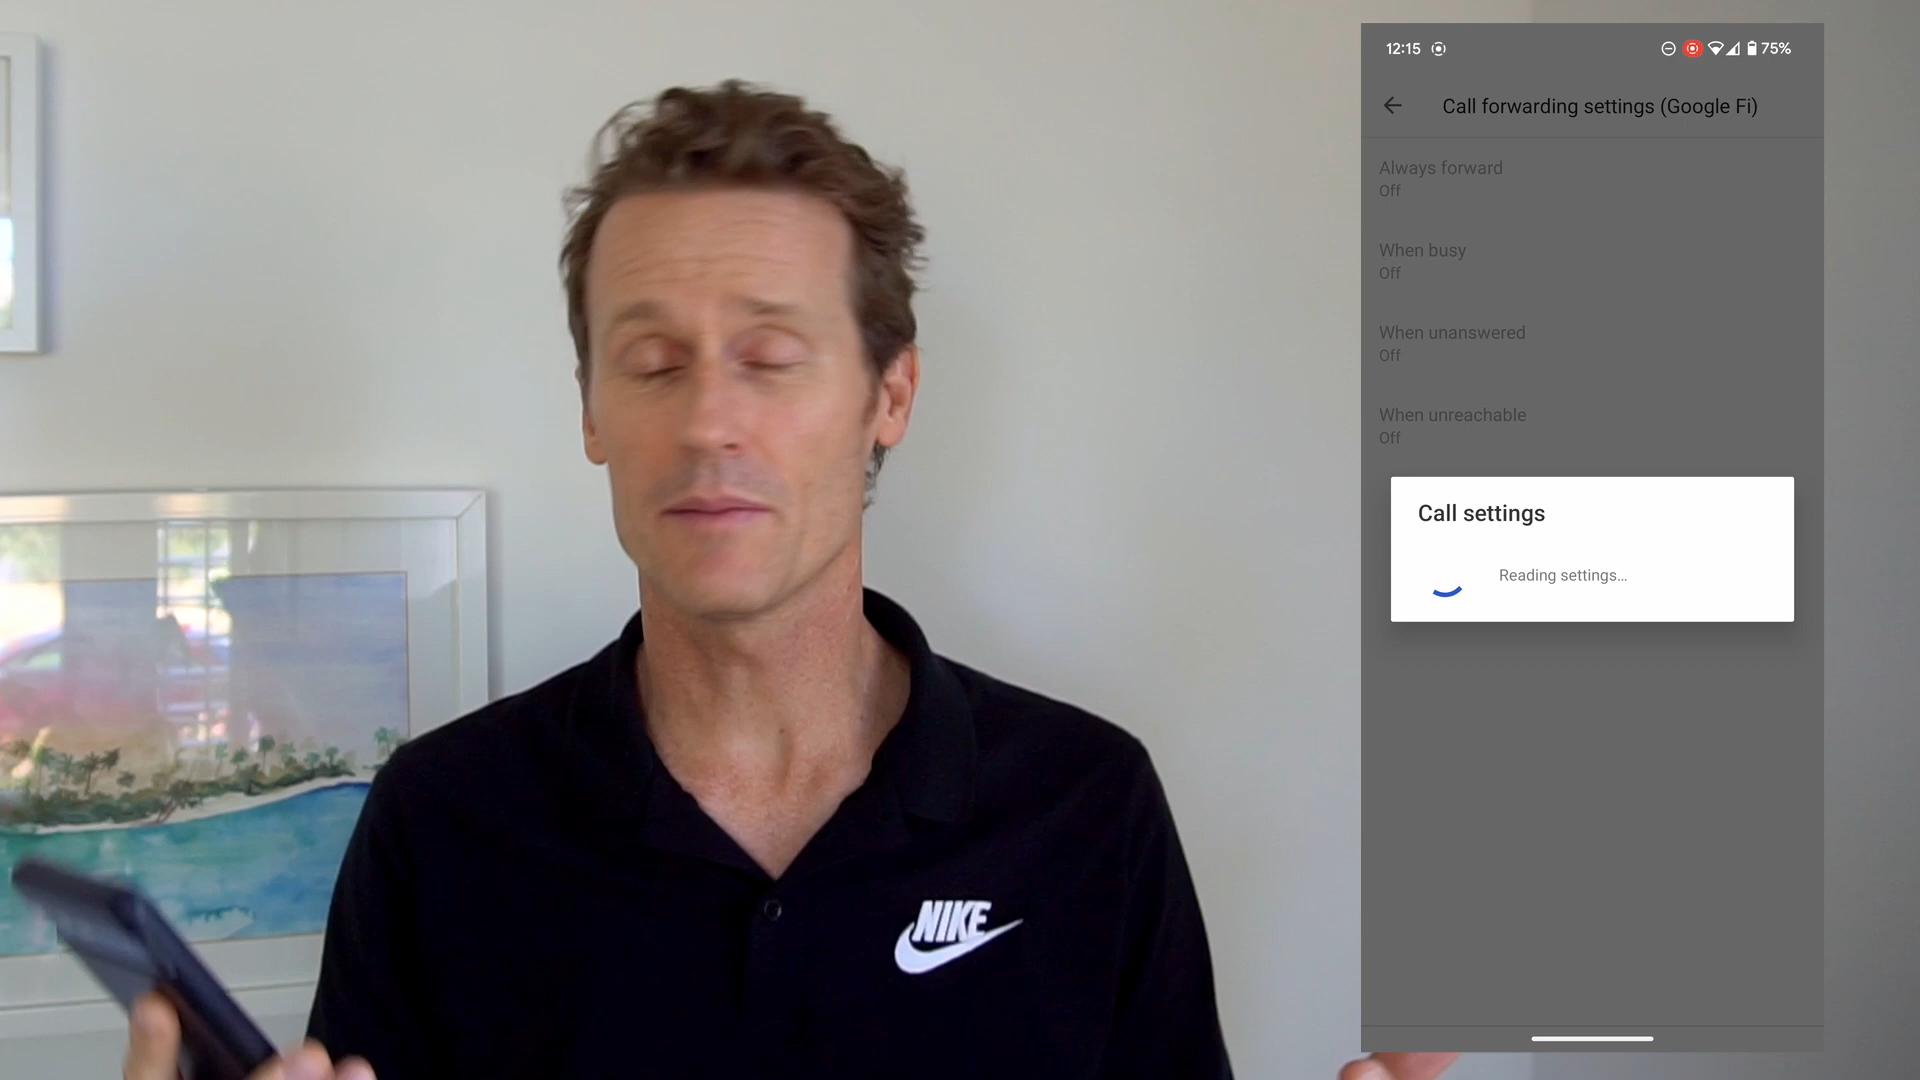 12:15
75%
Call forwarding settings (Google Fi)
Always forward
Off
When busy
Off
When unanswered
Off
When unreachable
Off
Call settings
Reading settings…
NIKE